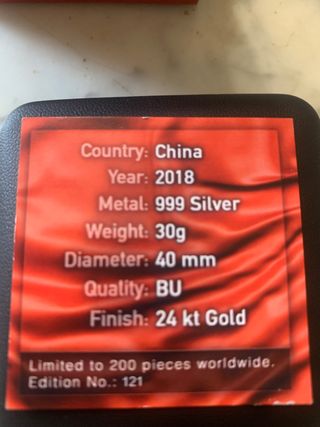 Country: China
Year: 2018
Metal: 999 Silver
Weight: 30g
Diameter: 40 mm
Quality: BU
Finish: 24 kt Gold
Limited to 200 pieces worldwide.
Edition No.: 121